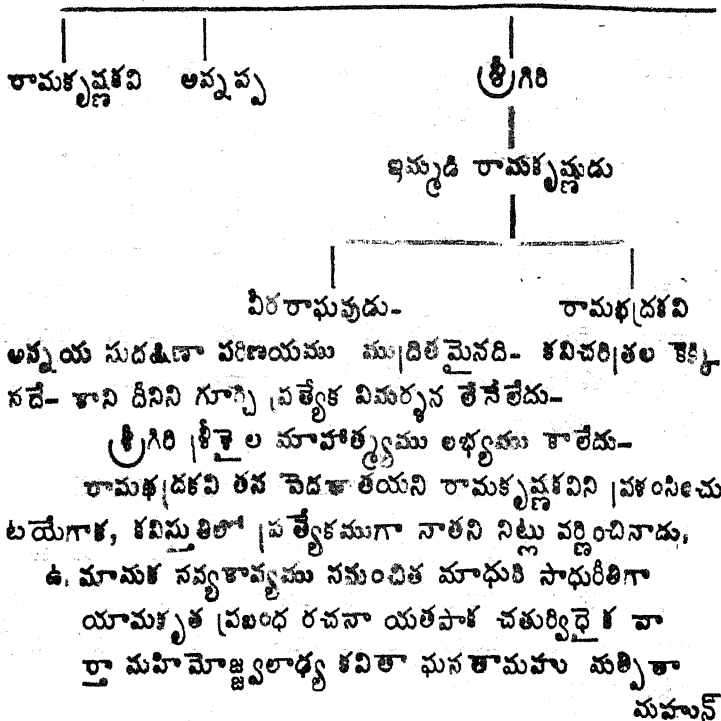 రామకృష్ణకవి అన్నప్ప శ్రీగిరి
ఇమ్మడి రామకృష్ణుడు
వీరరాఘవుడు- రామభద్రకవి
అన్నయ సుదక్షిణా పరిణయము ముద్రితమైనది- కవిచరిత్రల కెక్కి
నదే- కాని దీనిని గూర్చి ప్రత్యేక విమర్శన లేనేలేదు-
శ్రీగిరి శ్రీశైల మాహాత్మ్యము లభ్యము కాలేదు-
రామభద్రకవి తన పెదతాతయని రామకృష్ణకవిని ప్రశంసించు
టయేగాక, కవిస్తుతిలో ప్రత్యేకముగా నాతని నిట్లు వర్ణించినాడు.
ఉ. మామక నవ్యకావ్యము సమంచిత మాధురి సాధురీతిగా
యామకృత ప్రబంధ రచనా యతపాక చతుర్విధైక వా
ర్తా మహిమోజ్జ్వలాఢ్య కవితా ఘనతామహు మత్పితా
మహున్